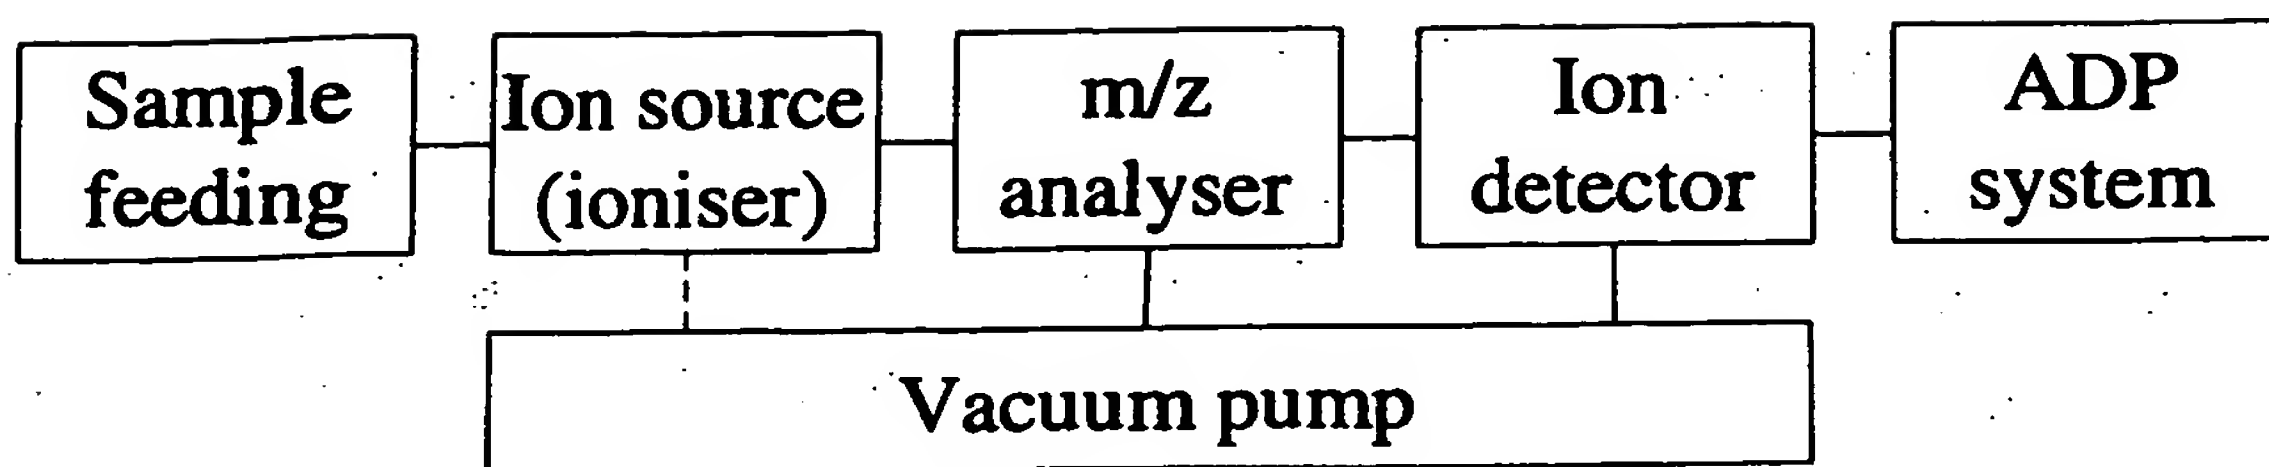 Sample
feeding
Ion source
(ioniser)
m/z
analyser
Ion
detector
ADP
system
Vacuum pump